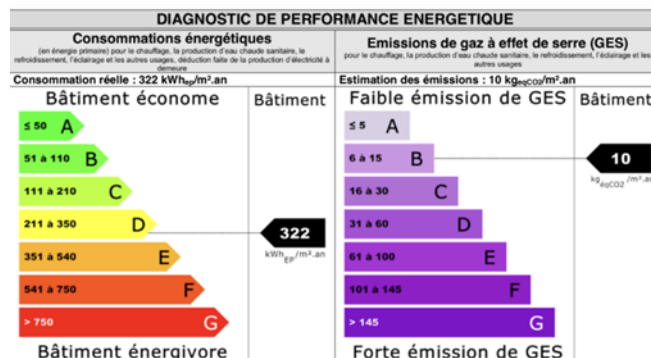 DIAGNOSTIC DE PERFORMANCE ENERGETIQUE
Consommations énergétiques
(en énergie primaire) pour le chauffage, la production d'eau chaude sanitaire, le
refroidissement, l'éclairage et les autres usages, déduction faite de la production d'électricité à
demeure
Consommation réelle : 322 kWhep/m².an
Bâtiment économe
Bâtiment
≤ 50 A
51 à 110 B
111 à 210 C
211 à 350 D
322
kWhEP/m².an
351 à 540 E
541 à 750 F
> 750 G
Bâtiment énergivore
Emissions de gaz à effet de serre (GES)
pour le chauffage, la production d'eau chaude sanitaire, le refroidissement, l'éclairage et les
autres usages
Estimation des émissions : 10 kgeqCO2/m².an
Faible émission de GES
Bâtiment
≤ 5 A
6 à 15 B
10
kgéqCO2/m².an
16 à 30 C
31 à 60 D
61 à 100 E
101 à 145 F
> 145 G
Forte émission de GES